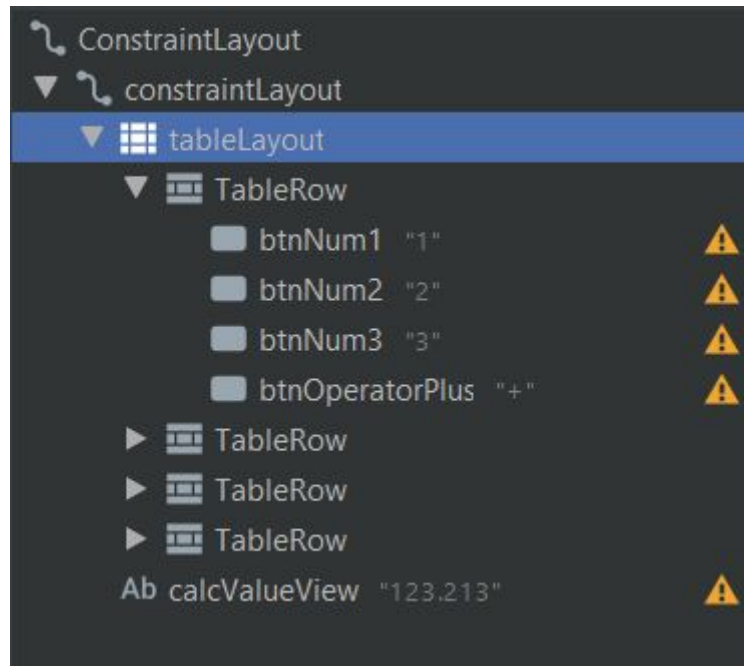 ConstraintLayout
constraintLayout
tableLayout
TableRow
btnNum1 "1"
btnNum2 "2"
btnNum3 "3"
btnOperatorPlus "+"
TableRow
TableRow
TableRow
Ab calcValueView "123.213"